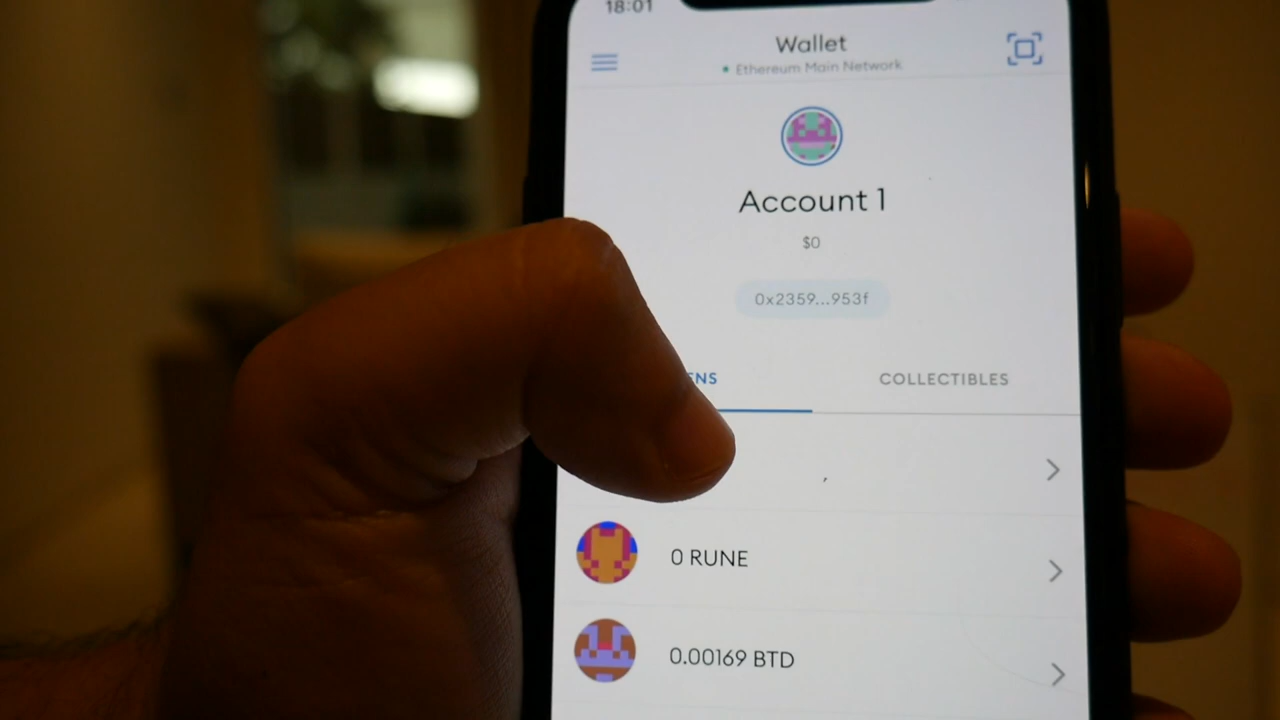 18:01
Wallet
Ethereum Main Network
Account 1
$0
0x2359...953f
ENS
COLLECTIBLES
0 RUNE
0.00169 BTD